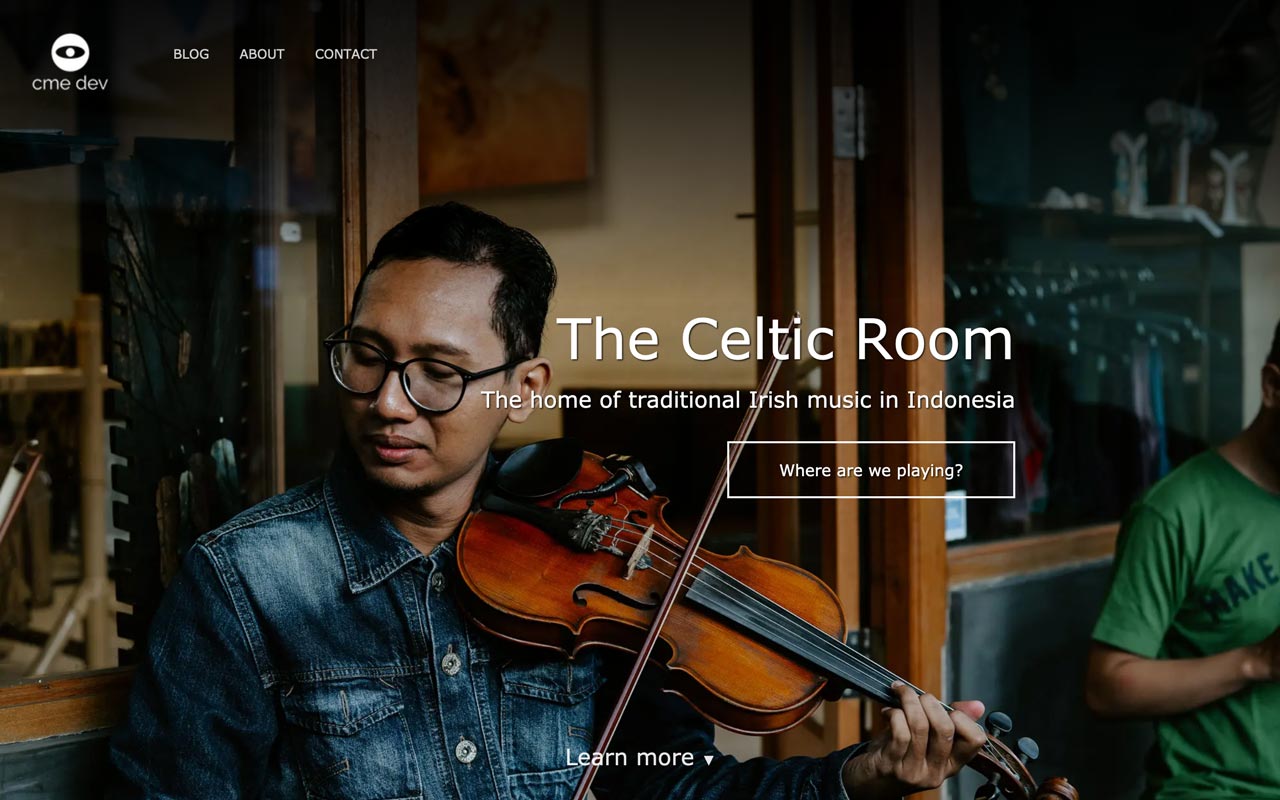 cme dev
BLOG ABOUT CONTACT
The Celtic Room
The home of traditional Irish music in Indonesia
Where are we playing?
MAKE
Learn more ▾